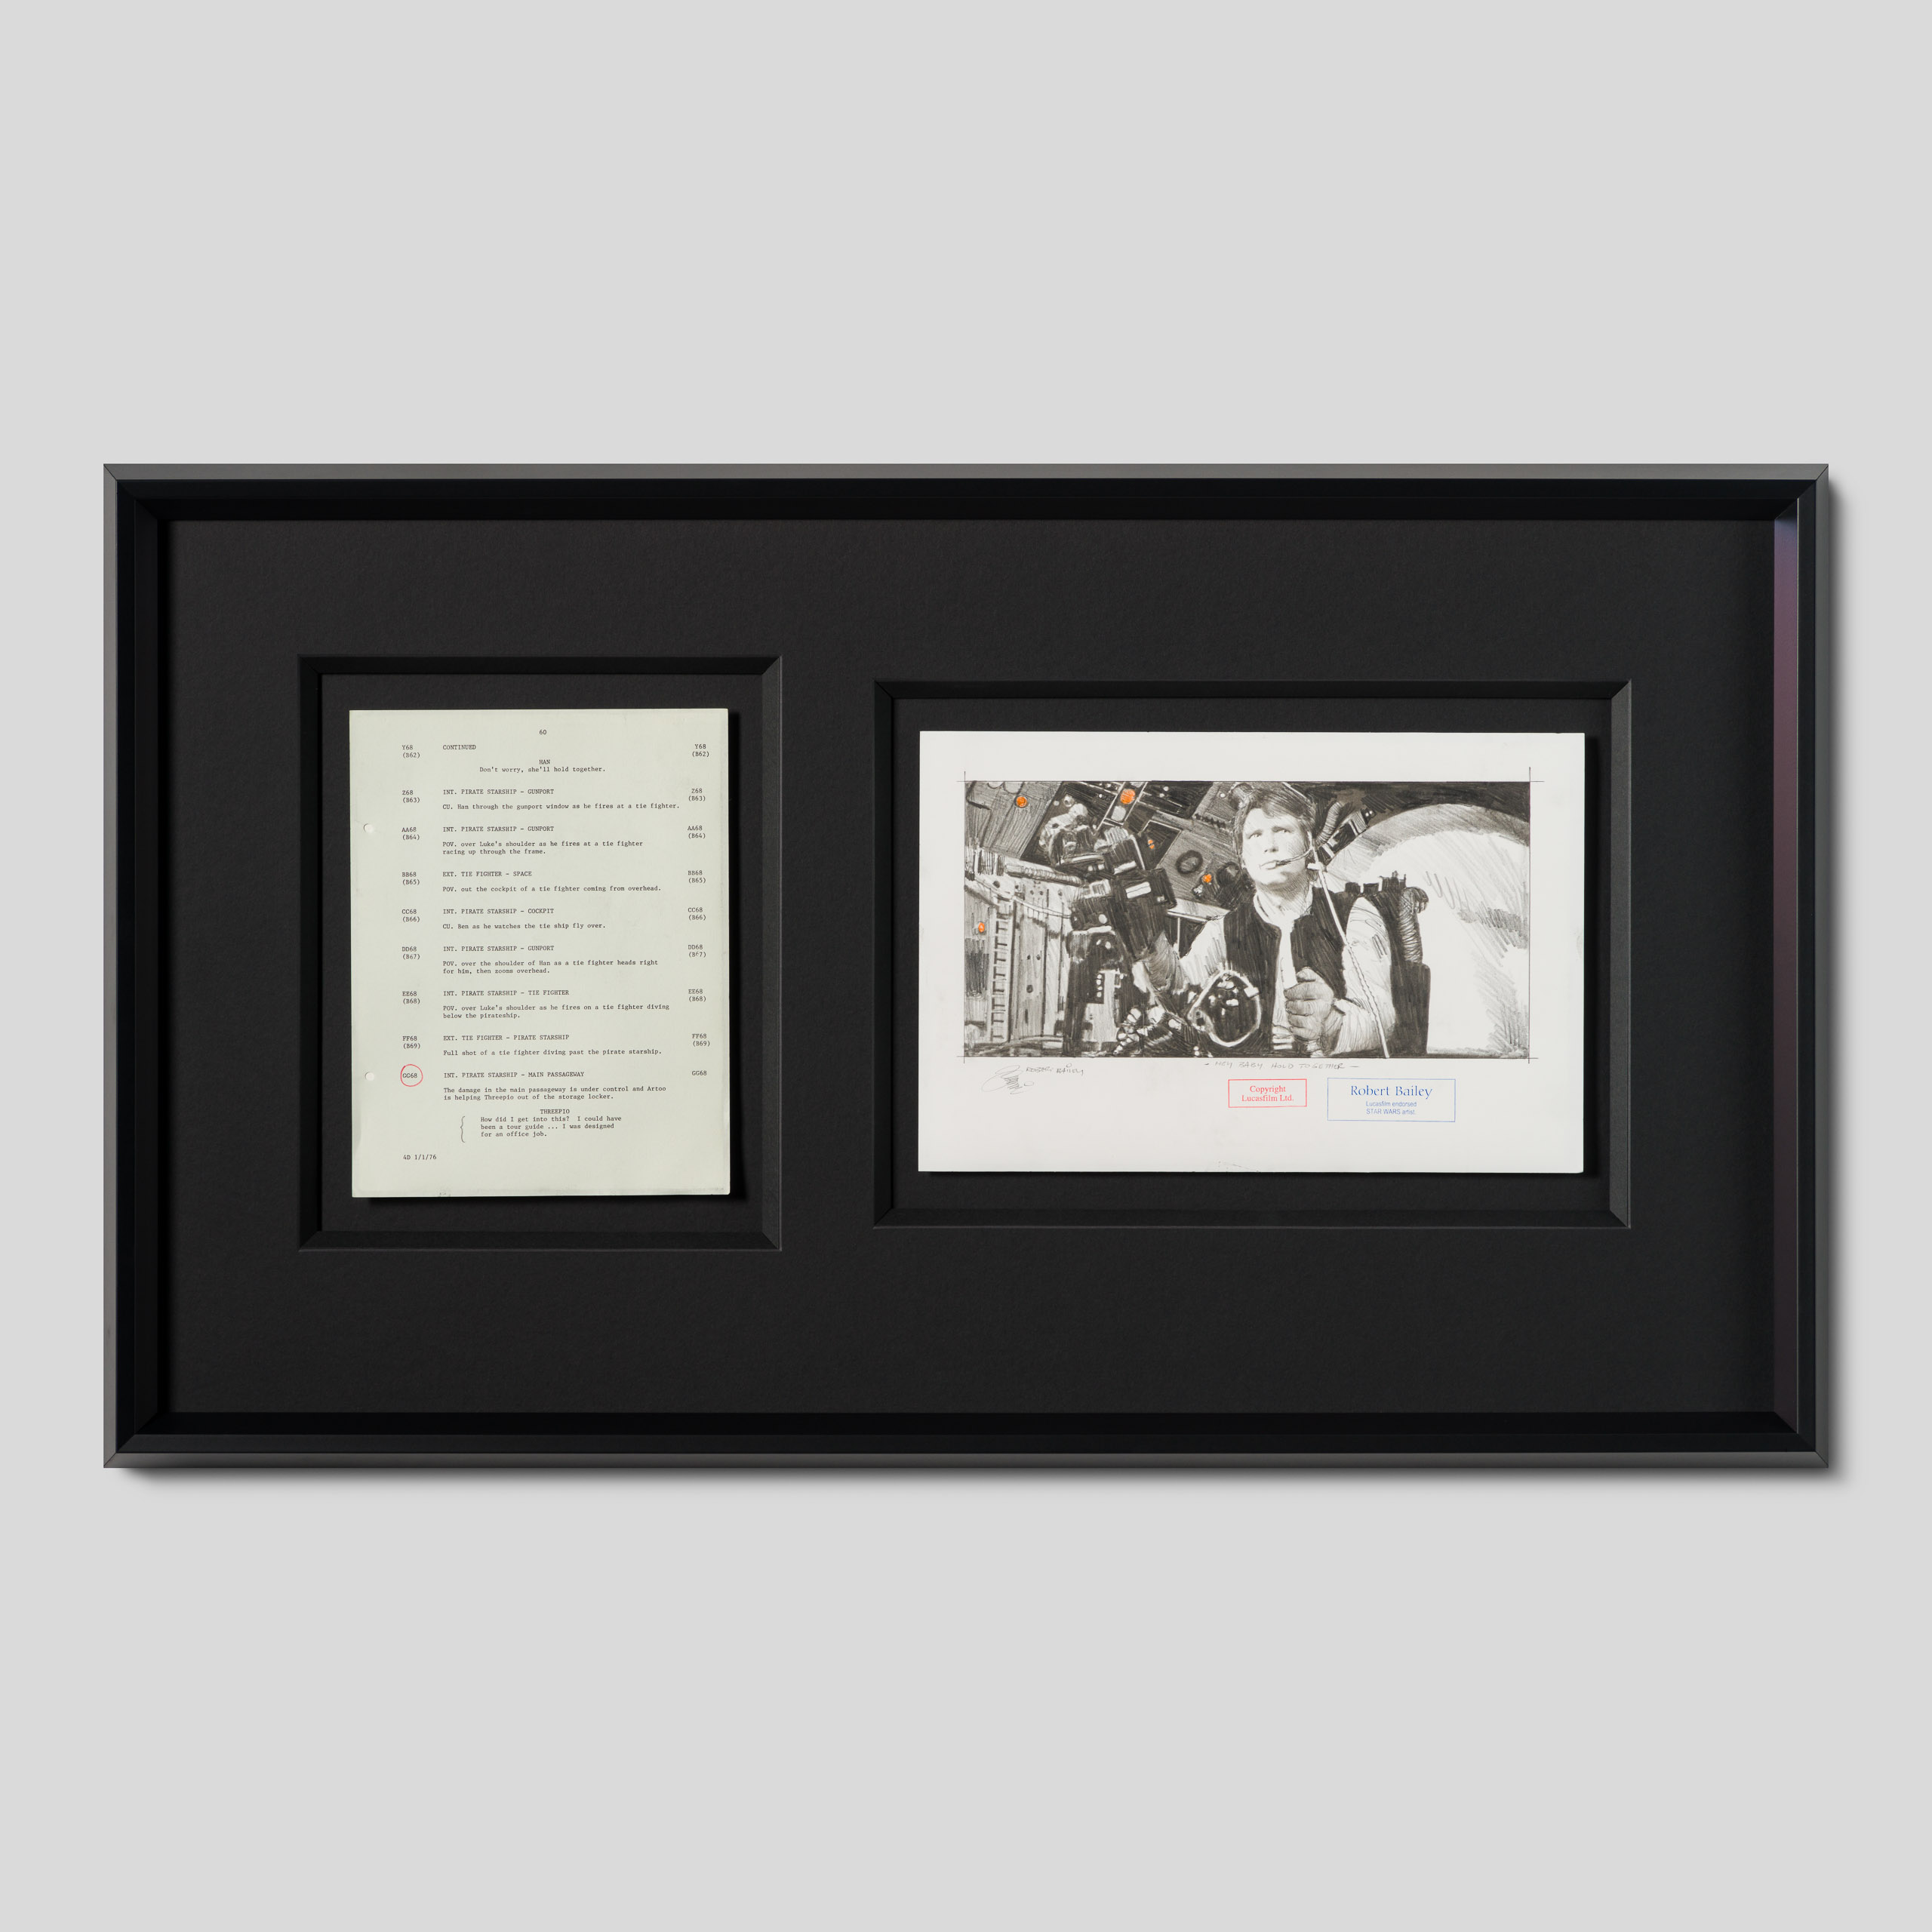 60
Y68 CONTINUED Y68
(B62) (B62)
HAN
Don't worry, she'll hold together.
Z68 INT. PIRATE STARSHIP - GUNPORT Z68
(B63) (B63)
CU. Han through the gunport window as he fires at a tie fighter.
AA68 INT. PIRATE STARSHIP - GUNPORT AA68
(B64) (B64)
POV. over Luke's shoulder as he fires at a tie fighter
racing up through the frame.
BB68 EXT. TIE FIGHTER - SPACE BB68
(B65) (B65)
POV. out the cockpit of a tie fighter coming from overhead.
CC68 INT. PIRATE STARSHIP - COCKPIT CC68
(B66) (B66)
CU. Ben as he watches the tie ship fly over.
DD68 INT. PIRATE STARSHIP - GUNPORT DD68
(B67) (B67)
POV. over the shoulder of Han as a tie fighter heads right
for him, then zooms overhead.
EE68 INT. PIRATE STARSHIP - TIE FIGHTER EE68
(B68) (B68)
POV. over Luke's shoulder as he fires on a tie fighter diving
below the pirateship.
FF68 EXT. TIE FIGHTER - PIRATE STARSHIP FF68
(B69) (B69)
Full shot of a tie fighter diving past the pirate starship.
GG68 INT. PIRATE STARSHIP - MAIN PASSAGEWAY GG68
The damage in the main passageway is under control and Artoo
is helping Threepio out of the storage locker.
THREEPIO
How did I get into this? I could have
been a tour guide ... I was designed
for an office job.
4D 1/1/76
ROBERT BAILEY
BABY HOLD TOGETHER -
Copyright
Lucasfilm Ltd.
Robert Bailey
Lucasfilm endorsed
STAR WARS artist